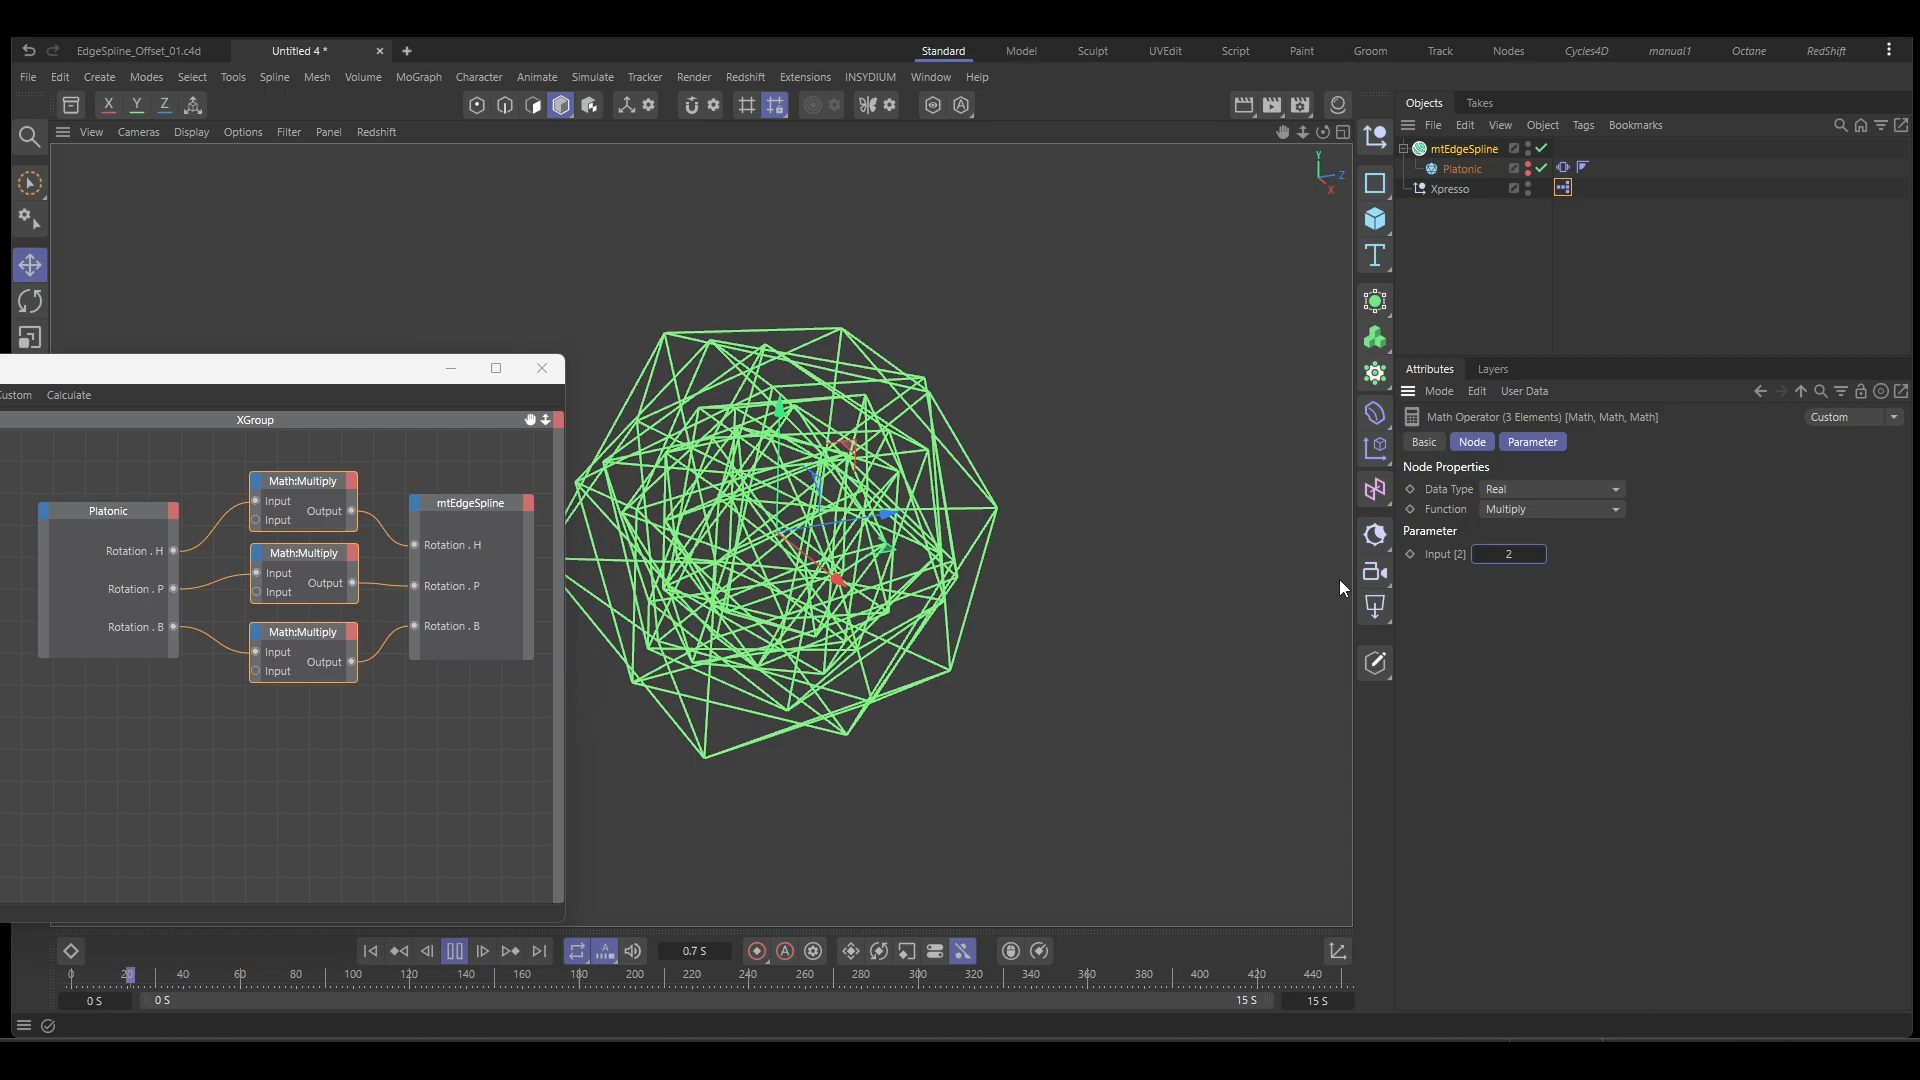 EdgeSpline_Offset_01.c4d Untitled 4 * Standard Model Sculpt UVEdit Script Paint Groom Track Nodes Cycles4D manual1 Octane RedShift
File Edit Create Modes Select Tools Spline Mesh Volume MoGraph Character Animate Simulate Tracker Render Redshift Extensions INSYDIUM Window Help
X Y Z
Objects Takes
View Cameras Display Options Filter Panel Redshift
File Edit View Object Tags Bookmarks
mtEdgeSpline
Platonic
Xpresso
Y
Z
X
Attributes Layers
Mode Edit User Data
Math Operator (3 Elements) [Math, Math, Math] Custom
Basic Node Parameter
Node Properties
Data Type Real
Function Multiply
Parameter
Input [2] 2
ustom Calculate
XGroup
Platonic
Rotation . H
Rotation . P
Rotation . B
Math:Multiply
Input
Output
Input
Math:Multiply
Input
Output
Input
Math:Multiply
Input
Output
Input
mtEdgeSpline
Rotation . H
Rotation . P
Rotation . B
0.7 S
0 20 40 60 80 100 120 140 160 180 200 220 240 260 280 300 320 340 360 380 400 420 440
0 S 0 S 15 S 15 S